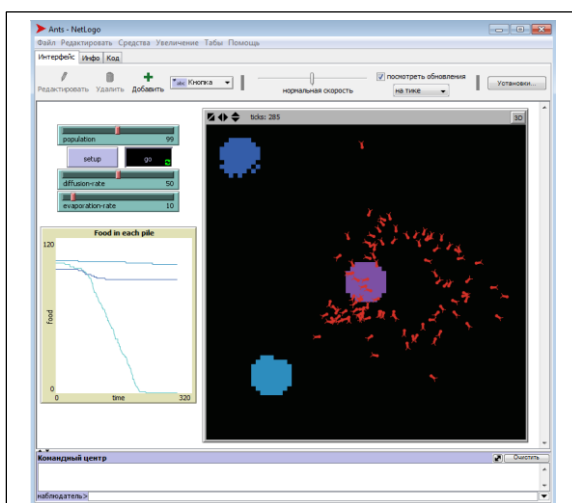 Ants - NetLogo
Файл Редактировать Средства Увеличение Табы Помощь
Интерфейс Инфо Код
Редактировать Удалить Добавить
abc Кнопка
нормальная скорость
посмотреть обновления
на тике
Установки...
ticks: 285
3D
population 99
setup go
diffusion-rate 50
evaporation-rate 10
Food in each pile
120
food
0
0 time 320
Командный центр
Очистить
наблюдатель>